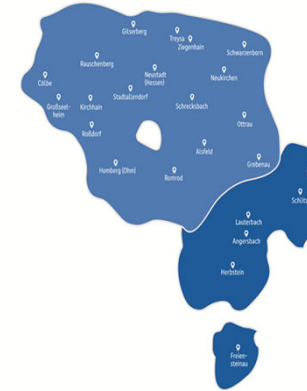 Gilserberg
Treysa
Ziegenhain
Schwarzenborn
Rauschenberg
Neustadt
(Hessen)
Neukirchen
Cölbe
Stadtallendorf
Großseel-
heim
Kirchhain
Schrecksbach
Roßdorf
Ottrau
Alsfeld
Grebenau
Homberg (Ohm)
Romrod
Schlitz
Lauterbach
Angersbach
Herbstein
Freien-
steinau